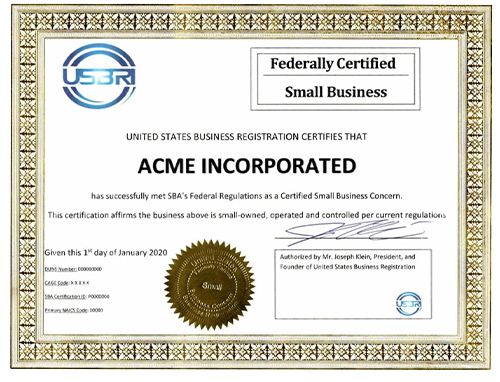 USBR
Federally Certified
Small Business
UNITED STATES BUSINESS REGISTRATION CERTIFIES THAT
ACME INCORPORATED
has successfully met SBA's Federal Regulations as a Certified Small Business Concern.
This certification affirms the business above is small-owned, operated and controlled per current regulations
Given this 1st day of January 2020
DUNS Number: 000000000
CAGE Code: X X X X X
SBA Certification ID: P0000000
Primary NAICS Code: 00000
Small
Authorized by Mr. Joseph Klein, President, and
Founder of United States Business Registration
USBR